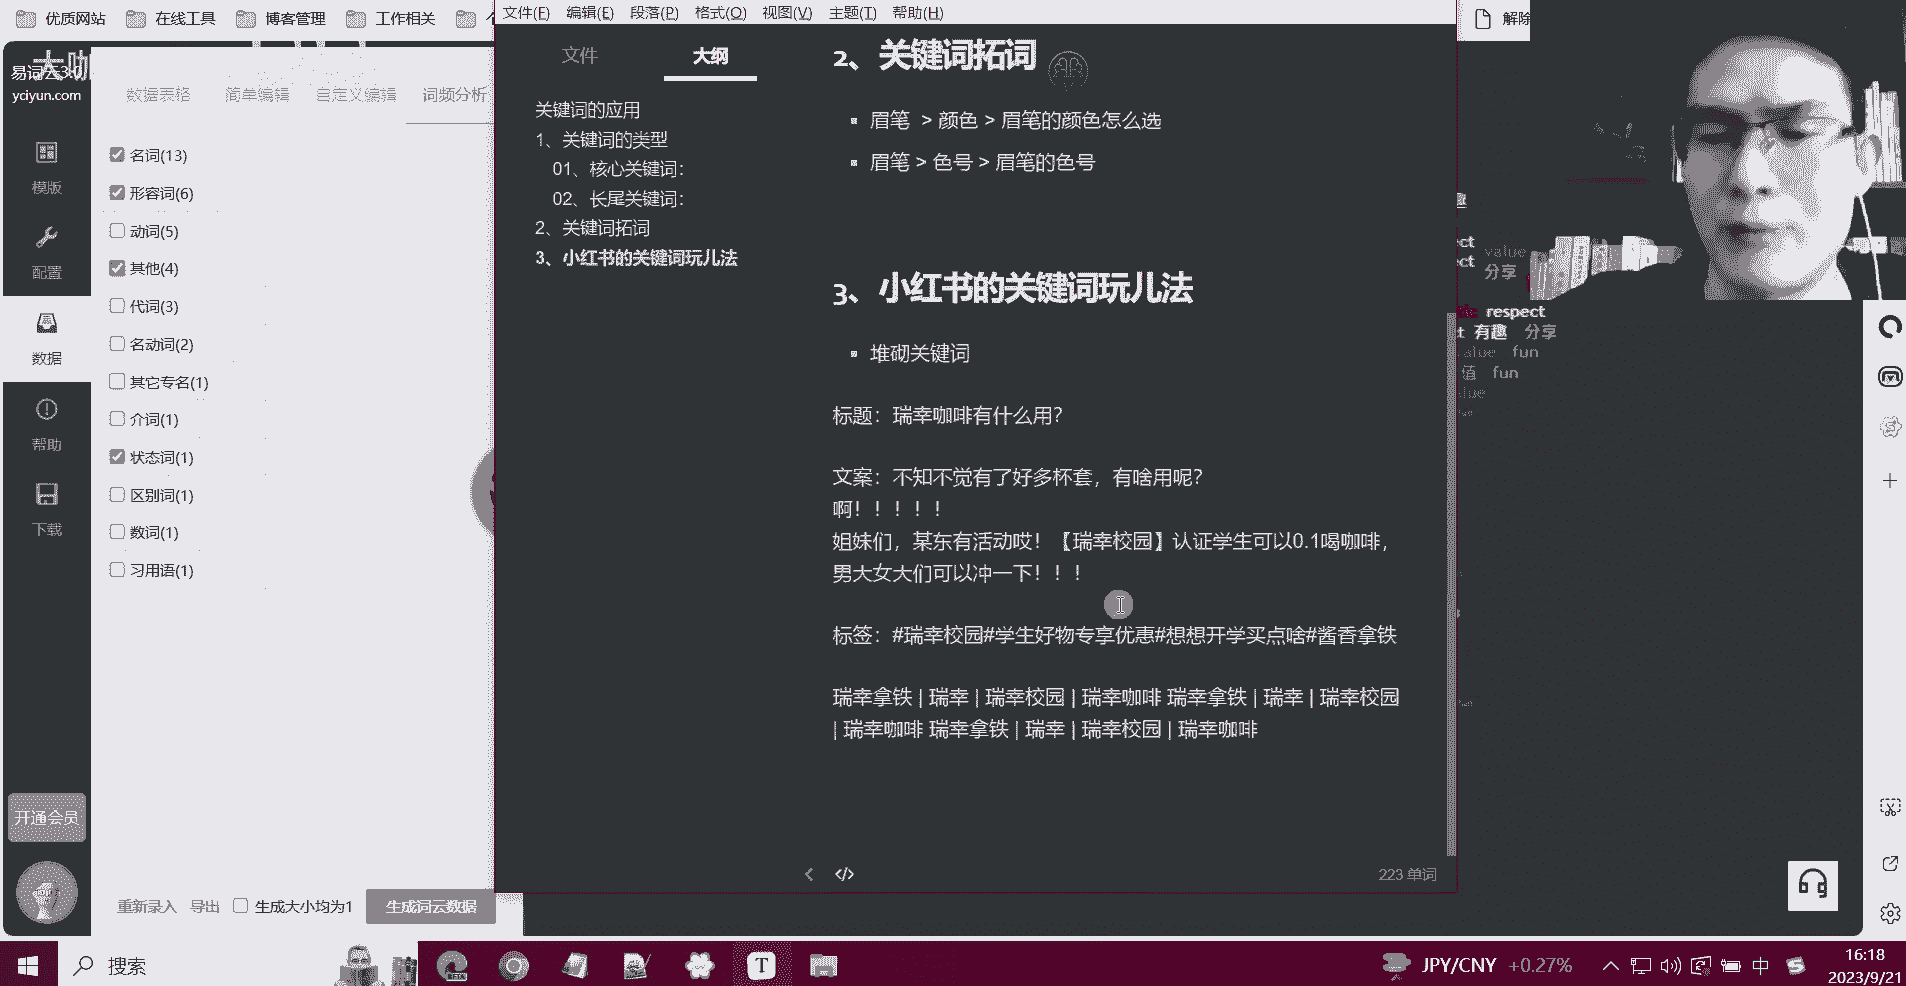 优质网站
在线工具
博客管理
工作相关
文件(F) 编辑(E) 段落(P) 格式(O) 视图(V) 主题(T) 帮助(H)
解除
易词云3.0
yciyun.com
数据表格 简单编辑 自定义编辑 词频分析
模版
配置
数据
帮助
下载
开通会员
名词(13)
形容词(6)
动词(5)
其他(4)
代词(3)
名动词(2)
其它专名(1)
介词(1)
状态词(1)
区别词(1)
数词(1)
习用语(1)
重新录入 导出 生成大小均为1 生成词云数据
文件 大纲
关键词的应用
1、关键词的类型
01、核心关键词：
02、长尾关键词：
2、关键词拓词
3、小红书的关键词玩儿法
2、关键词拓词
眉笔 > 颜色 > 眉笔的颜色怎么选
眉笔 > 色号 > 眉笔的色号
3、小红书的关键词玩儿法
堆砌关键词
标题：瑞幸咖啡有什么用？
文案：不知不觉有了好多杯套，有啥用呢？
啊！！！！！
姐妹们，某东有活动哎！【瑞幸校园】认证学生可以0.1喝咖啡，
男大女大们可以冲一下！！！
标签：#瑞幸校园#学生好物专享优惠#想想开学买点啥#酱香拿铁
瑞幸拿铁 | 瑞幸 | 瑞幸校园 | 瑞幸咖啡 瑞幸拿铁 | 瑞幸 | 瑞幸校园
| 瑞幸咖啡 瑞幸拿铁 | 瑞幸 | 瑞幸校园 | 瑞幸咖啡
223 单词
value
分享
respect
有趣 分享
fun
值 fun
搜索
JPY/CNY +0.27%
中
16:18
2023/9/21